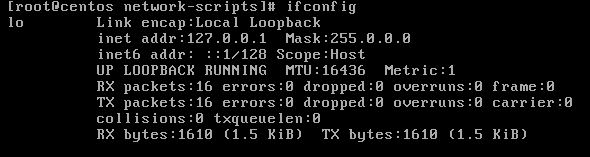 [root@centos network-scripts]# ifconfig
lo        Link encap:Local Loopback
          inet addr:127.0.0.1  Mask:255.0.0.0
          inet6 addr: ::1/128 Scope:Host
          UP LOOPBACK RUNNING  MTU:16436  Metric:1
          RX packets:16 errors:0 dropped:0 overruns:0 frame:0
          TX packets:16 errors:0 dropped:0 overruns:0 carrier:0
          collisions:0 txqueuelen:0
          RX bytes:1610 (1.5 KiB)  TX bytes:1610 (1.5 KiB)